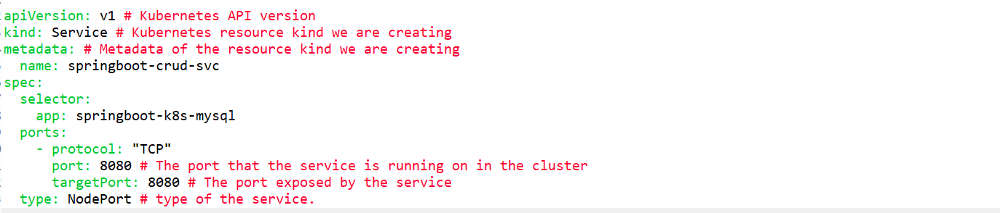 apiVersion: v1 # Kubernetes API version
kind: Service # Kubernetes resource kind we are creating
metadata: # Metadata of the resource kind we are creating
  name: springboot-crud-svc
spec:
  selector:
    app: springboot-k8s-mysql
  ports:
    - protocol: "TCP"
      port: 8080 # The port that the service is running on in the cluster
      targetPort: 8080 # The port exposed by the service
  type: NodePort # type of the service.